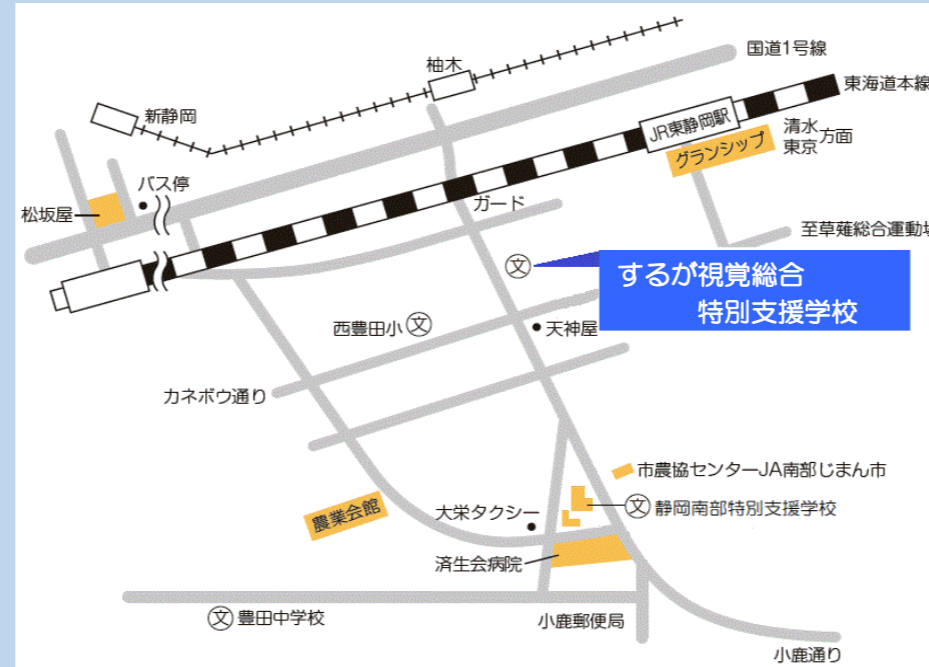 国道1号線
柚木
東海道本線
新静岡
JR東静岡駅
清水
東京
方面
グランシップ
バス停
松坂屋
ガード
至草薙総合運動場
文
するが視覚総合
特別支援学校
西豊田小
文
天神屋
カネボウ通り
市農協センターJA南部じまん市
文
静岡南部特別支援学校
農業会館
大栄タクシー
済生会病院
文
豊田中学校
小鹿郵便局
小鹿通り